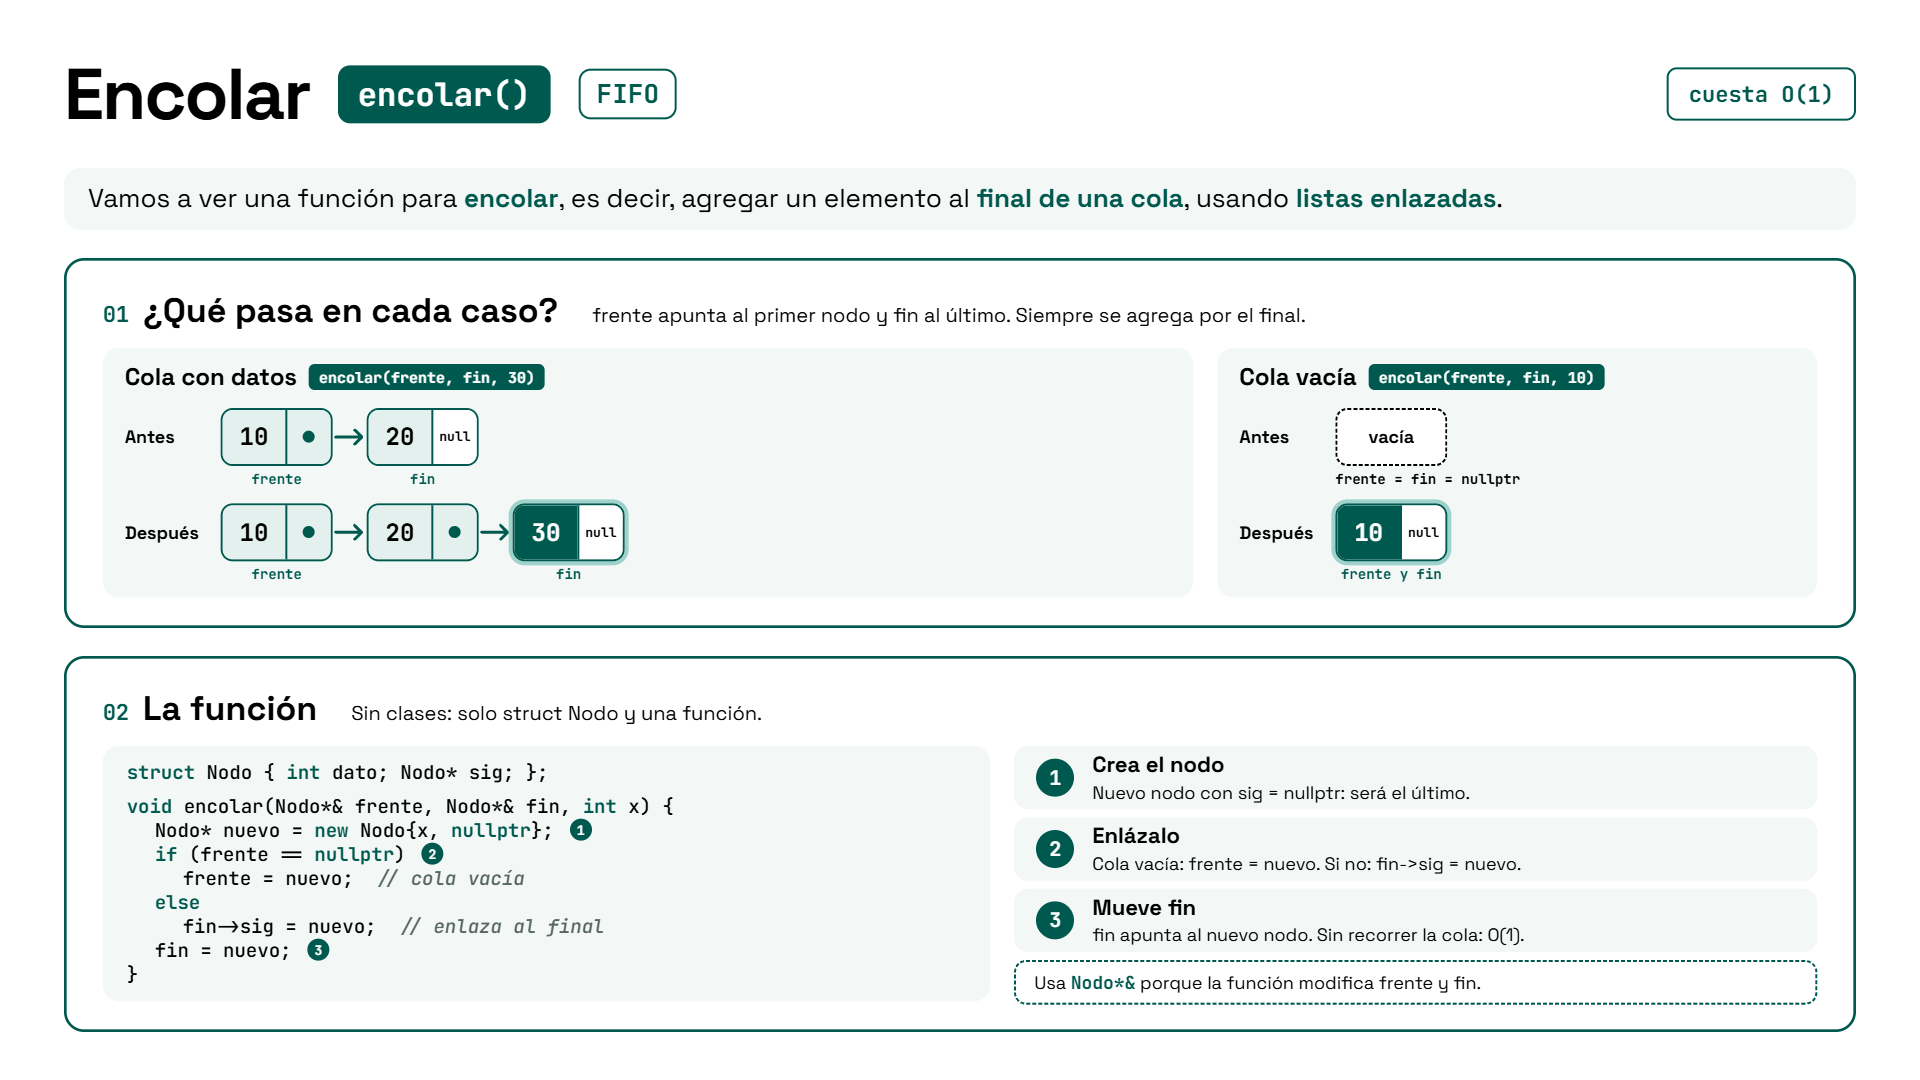 Encolar encolar() FIFO cuesta O(1)
Vamos a ver una función para encolar, es decir, agregar un elemento al final de una cola, usando listas enlazadas.
01 ¿Qué pasa en cada caso? frente apunta al primer nodo y fin al último. Siempre se agrega por el final.
Cola con datos encolar(frente, fin, 30)
Antes 10 20 null
frente fin
Después 10 20 30 null
frente fin
Cola vacía encolar(frente, fin, 10)
Antes vacía
frente = fin = nullptr
Después 10 null
frente y fin
02 La función Sin clases: solo struct Nodo y una función.
struct Nodo { int dato; Nodo* sig; };
void encolar(Nodo*& frente, Nodo*& fin, int x) {
Nodo* nuevo = new Nodo{x, nullptr}; 1
if (frente == nullptr) 2
frente = nuevo; // cola vacía
else
fin->sig = nuevo; // enlaza al final
fin = nuevo; 3
}
1 Crea el nodo
Nuevo nodo con sig = nullptr: será el último.
2 Enlázalo
Cola vacía: frente = nuevo. Si no: fin->sig = nuevo.
3 Mueve fin
fin apunta al nuevo nodo. Sin recorrer la cola: O(1).
Usa Nodo*& porque la función modifica frente y fin.